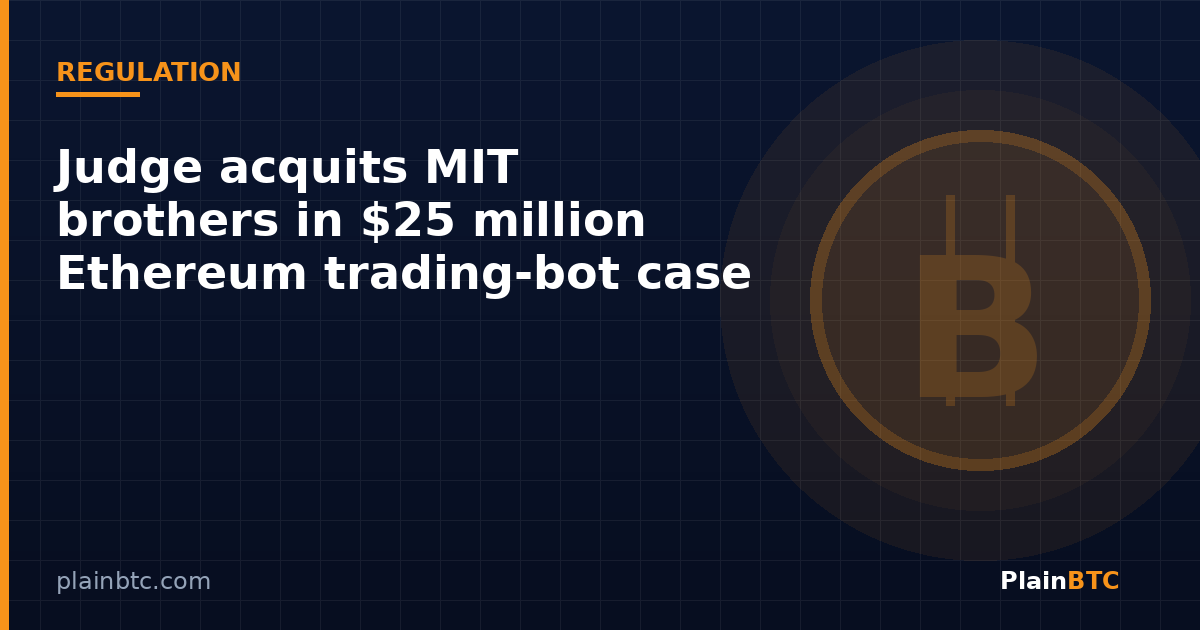 REGULATION
Judge acquits MIT
brothers in $25 million
Ethereum trading-bot case
B
plainbtc.com
PlainBTC